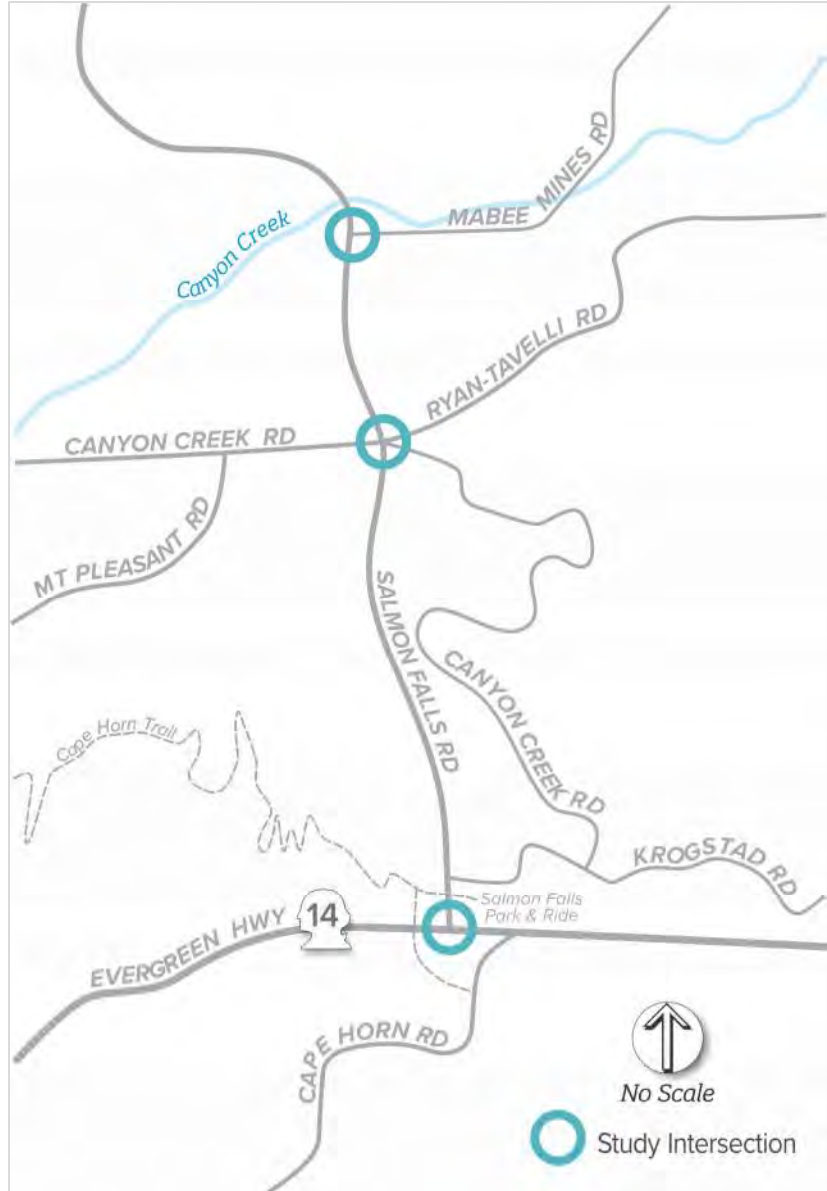 MABEE MINES RD
Canyon Creek
RYAN-TAVELLI RD
CANYON CREEK RD
MT PLEASANT RD
SALMON FALLS RD
CANYON CREEK RD
Cape Horn Trail
KROGSTAD RD
Salmon Falls
Park & Ride
14
EVERGREEN HWY
CAPE HORN RD
No Scale
Study Intersection